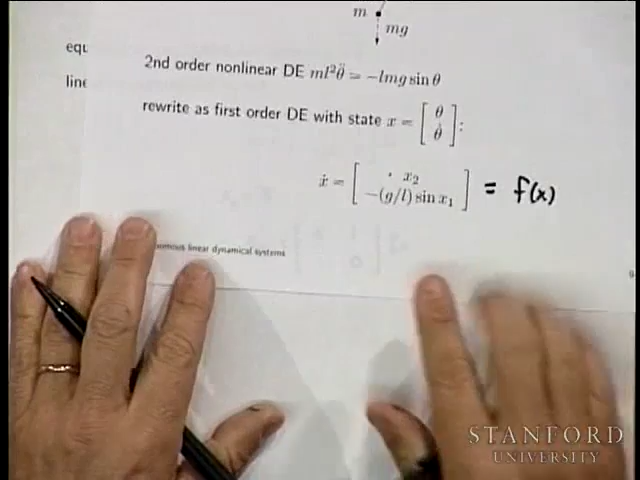 m
mg
equ
2nd order nonlinear DE ml²θ̈ = −lmg sin θ
line
rewrite as first order DE with state x = [ θ θ̇ ]:
ẋ = [ x₂ −(g/l) sin x₁ ] = f(x)
omous linear dynamical systems
9
STANFORD
UNIVERSITY